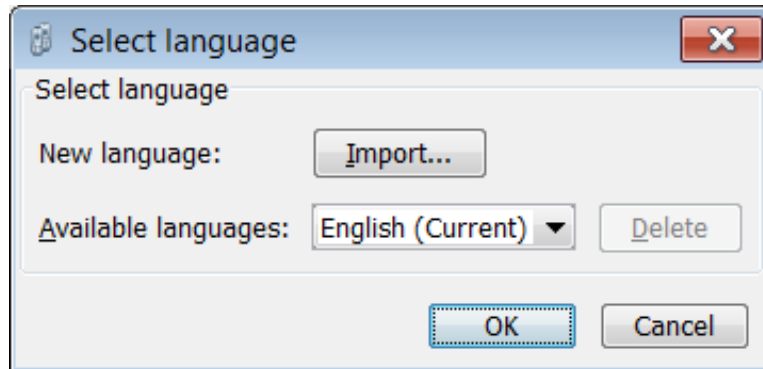 Select language
Select language
New language: Import...
Available languages: English (Current) Delete
OK Cancel